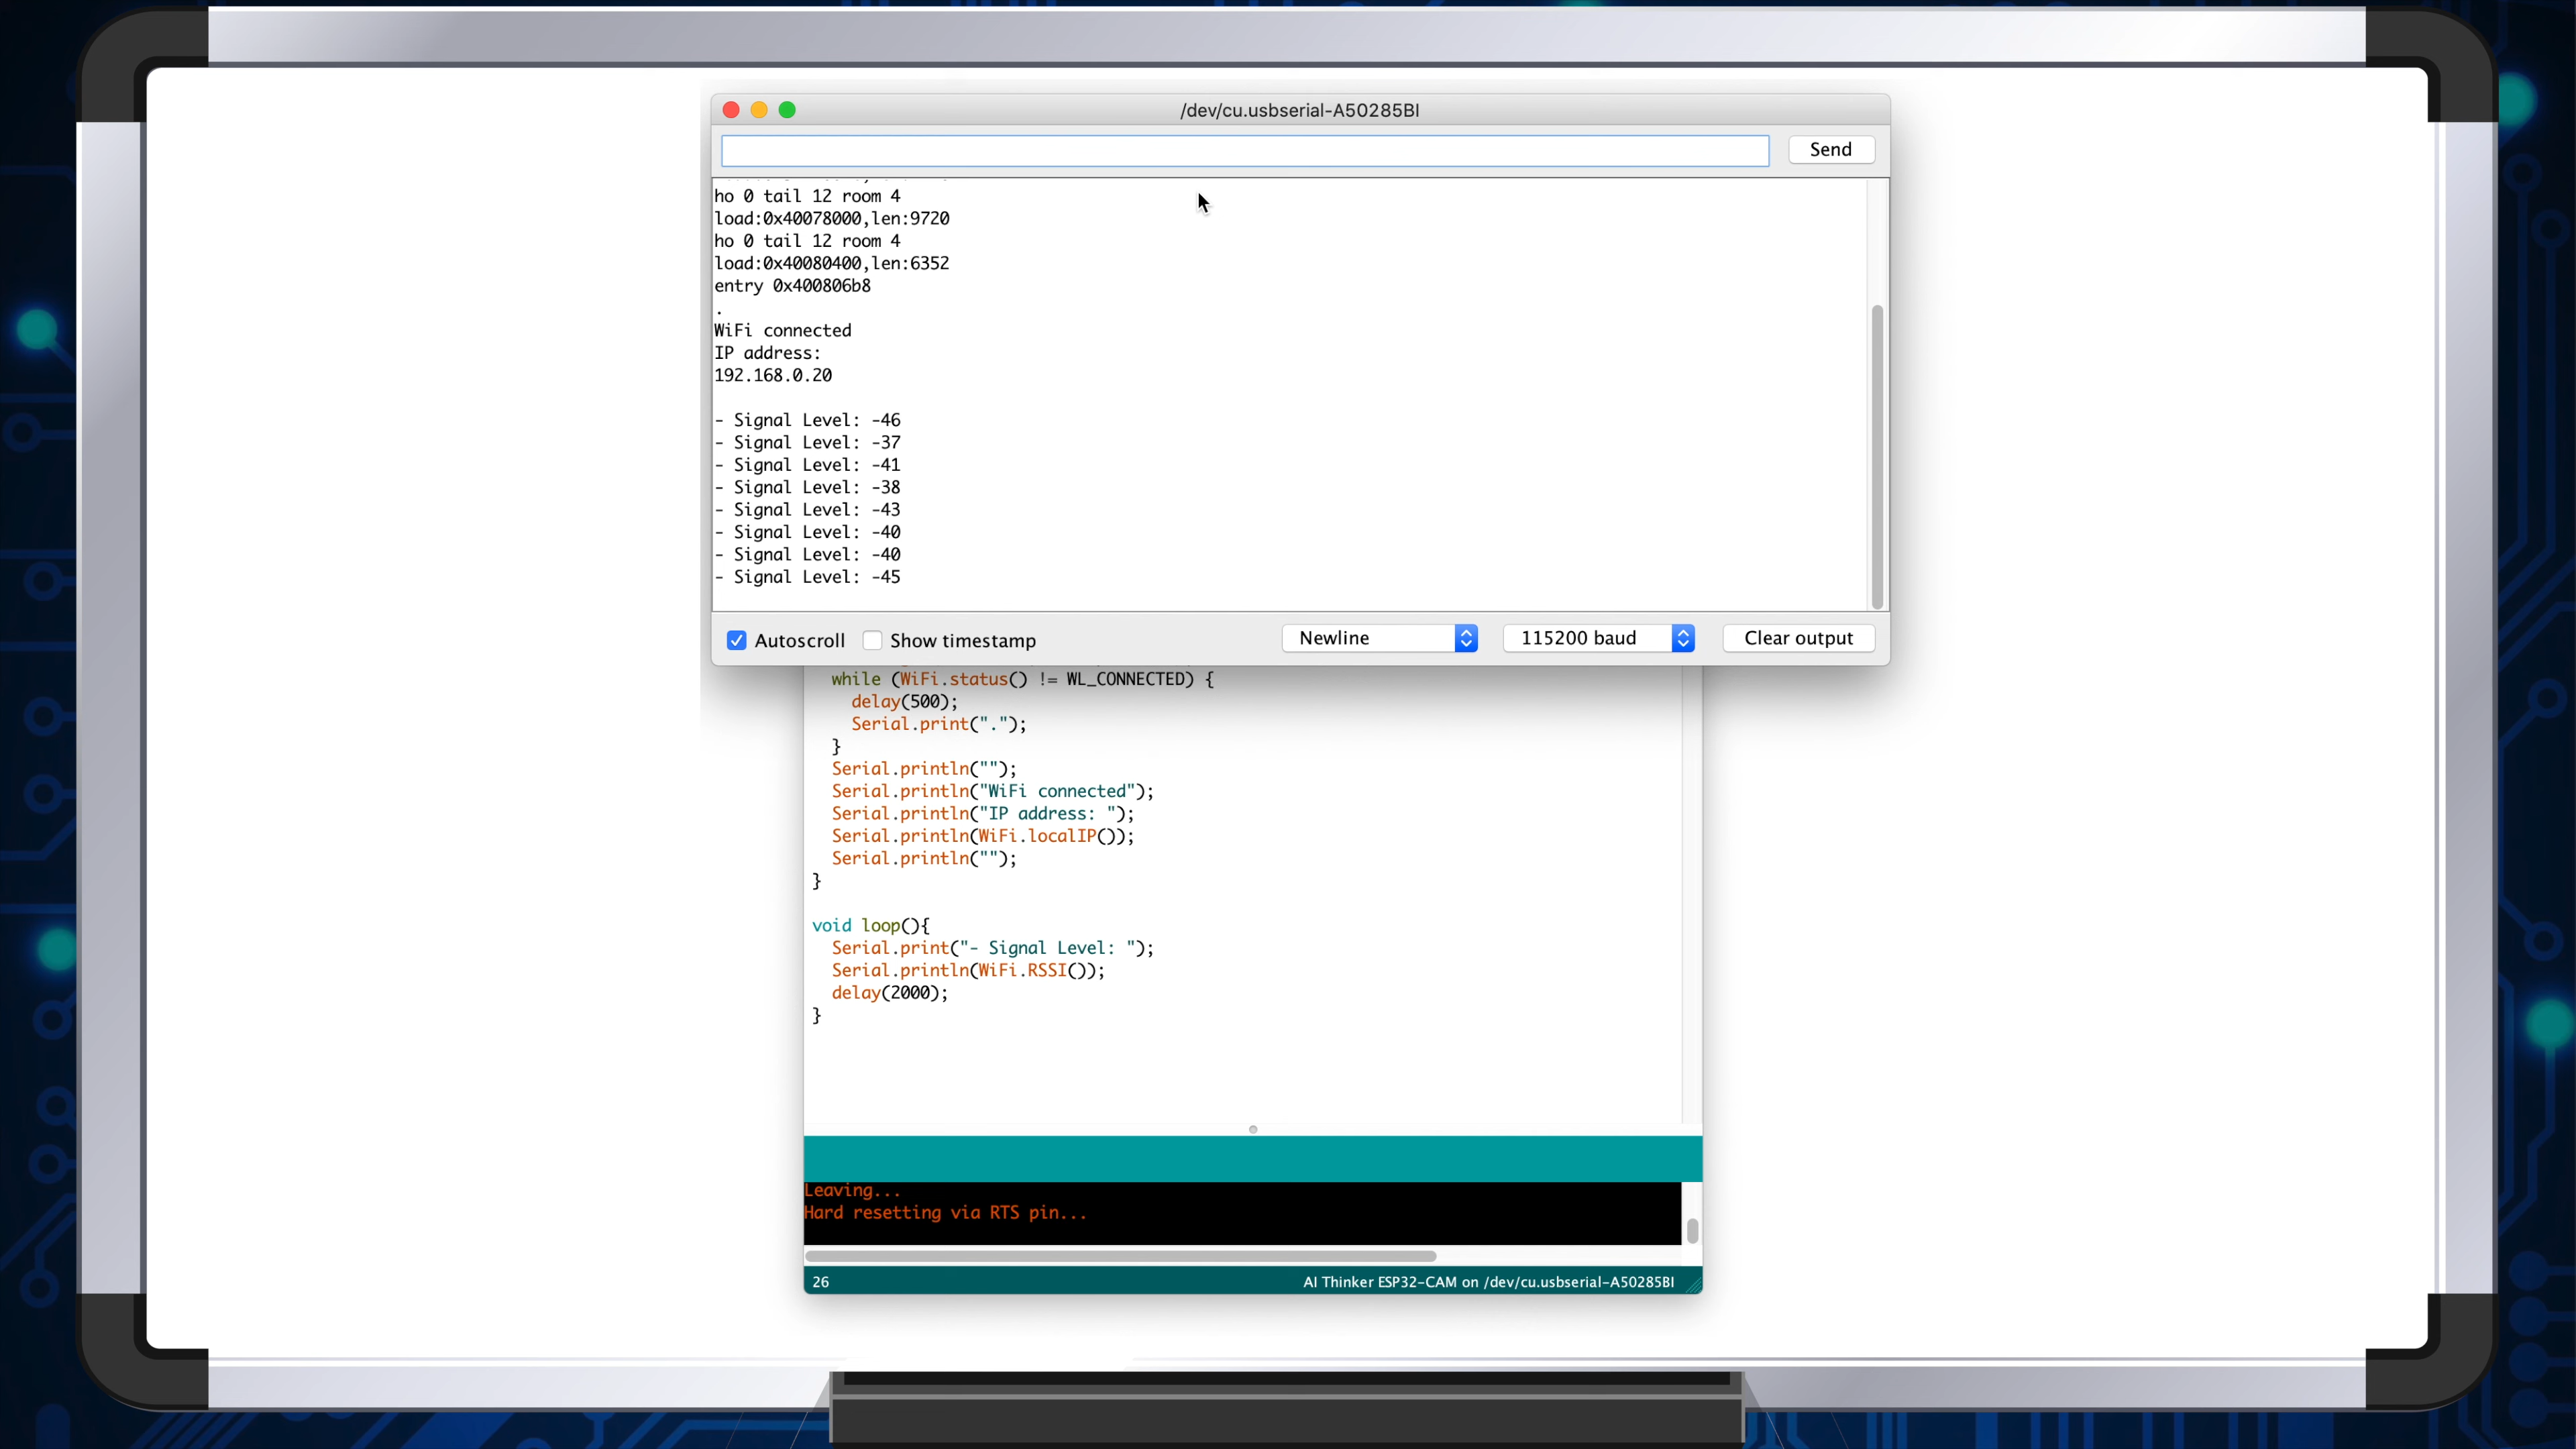 /dev/cu.usbserial-A50285BI
Send
ho 0 tail 12 room 4
load:0x40078000,len:9720
ho 0 tail 12 room 4
load:0x40080400,len:6352
entry 0x400806b8
.
WiFi connected
IP address:
192.168.0.20
- Signal Level: -46
- Signal Level: -37
- Signal Level: -41
- Signal Level: -38
- Signal Level: -43
- Signal Level: -40
- Signal Level: -40
- Signal Level: -45
Autoscroll Show timestamp Newline 115200 baud Clear output
while (WiFi.status() != WL_CONNECTED) {
delay(500);
Serial.print(".");
}
Serial.println("");
Serial.println("WiFi connected");
Serial.println("IP address: ");
Serial.println(WiFi.localIP());
Serial.println("");
}
void loop(){
Serial.print("- Signal Level: ");
Serial.println(WiFi.RSSI());
delay(2000);
}
Leaving...
Hard resetting via RTS pin...
26 AI Thinker ESP32-CAM on /dev/cu.usbserial-A50285BI